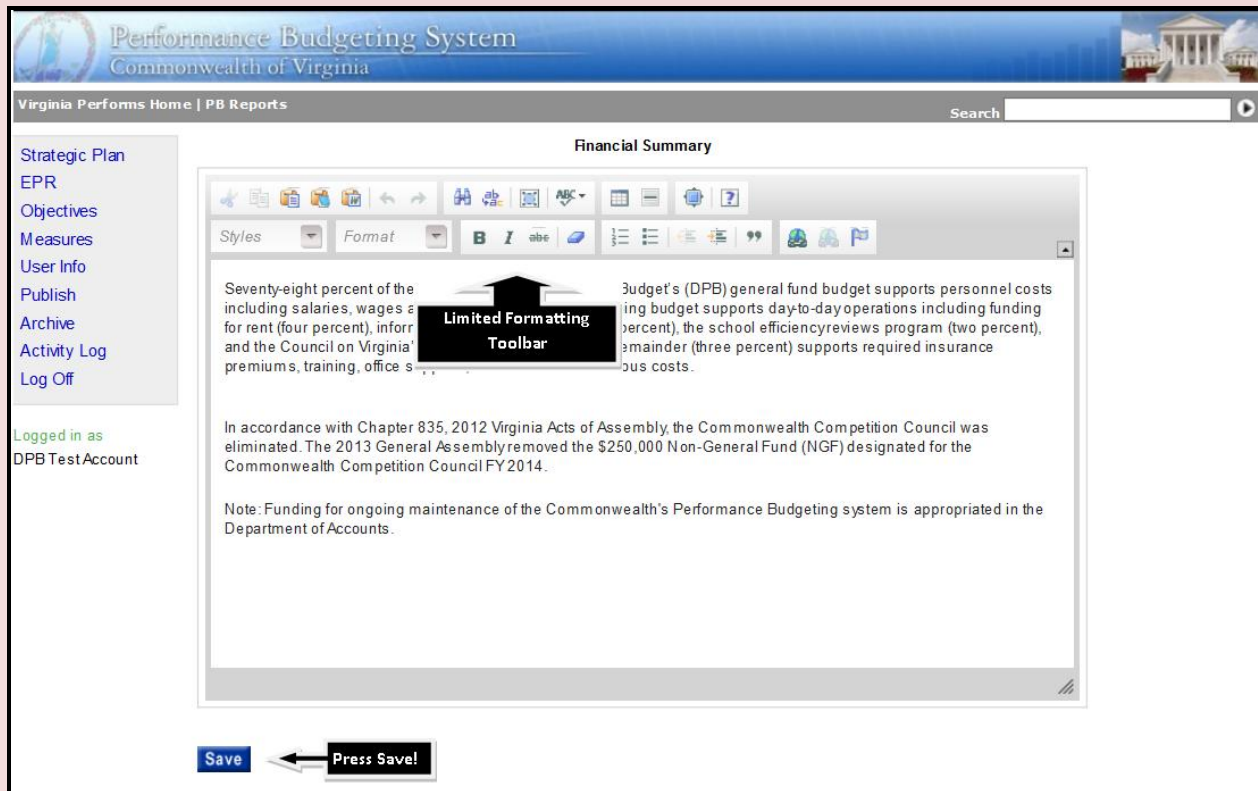 Performance Budgeting System
Commonwealth of Virginia
Virginia Performs Home | PB Reports
Search
Strategic Plan
EPR
Objectives
Measures
User Info
Publish
Archive
Activity Log
Log Off
Logged in as
DPB Test Account
Financial Summary
ABC
Styles Format B I abc
Seventy-eight percent of the Budget's (DPB) general fund budget supports personnel costs
including salaries, wages a ing budget supports day-to-day operations including funding
for rent (four percent), infor percent), the school efficiency reviews program (two percent),
and the Council on Virginia' emainder (three percent) supports required insurance
premiums, training, office s ous costs.
Limited Formatting
Toolbar
In accordance with Chapter 835, 2012 Virginia Acts of Assembly, the Commonwealth Competition Council was
eliminated. The 2013 General Assembly removed the $250,000 Non-General Fund (NGF) designated for the
Commonwealth Competition Council FY 2014.
Note: Funding for ongoing maintenance of the Commonwealth's Performance Budgeting system is appropriated in the
Department of Accounts.
Save Press Save!